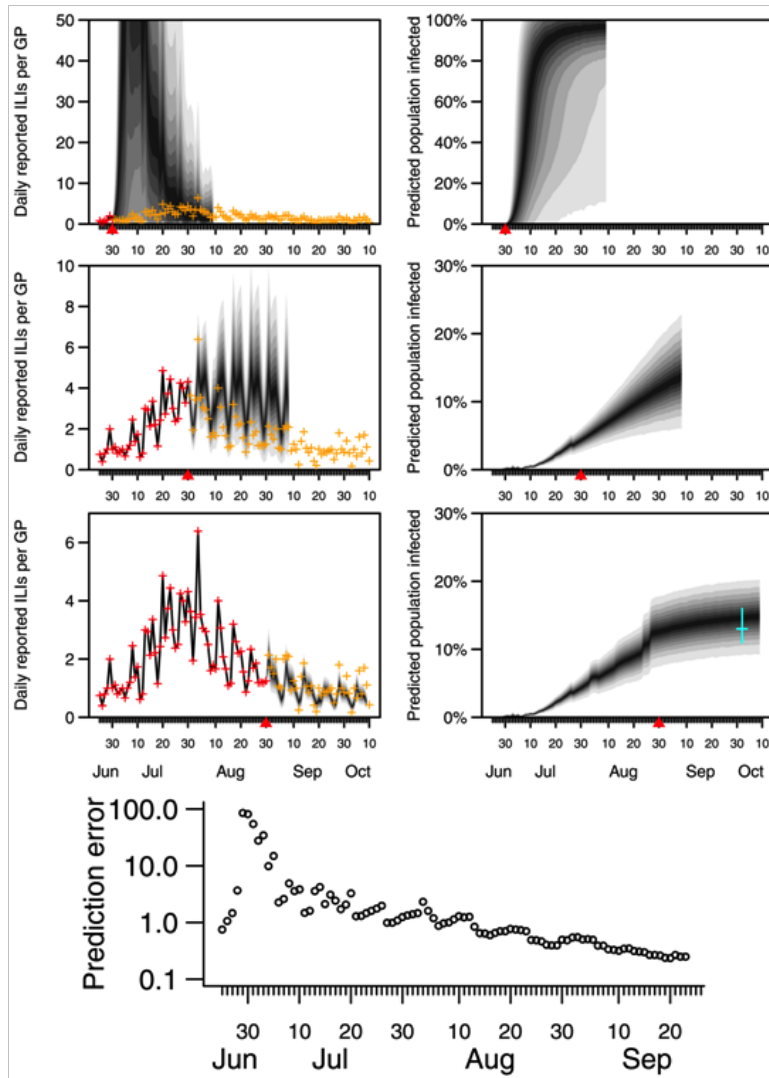 Daily reported ILIs per GP
50
40
30
20
10
0
30 10 20 30 10 20 30 10 20 30 10
Predicted population infected
100%
80%
60%
40%
20%
0%
30 10 20 30 10 20 30 10 20 30 10
Daily reported ILIs per GP
10
8
6
4
2
0
30 10 20 30 10 20 30 10 20 30 10
Predicted population infected
30%
20%
10%
0%
30 10 20 30 10 20 30 10 20 30 10
Daily reported ILIs per GP
6
4
2
0
30 10 20 30 10 20 30 10 20 30 10
Jun Jul Aug Sep Oct
Predicted population infected
30%
20%
10%
0%
30 10 20 30 10 20 30 10 20 30 10
Jun Jul Aug Sep Oct
Prediction error
100.0
10.0
1.0
0.1
30 10 20 30 10 20 30 10 20
Jun Jul Aug Sep